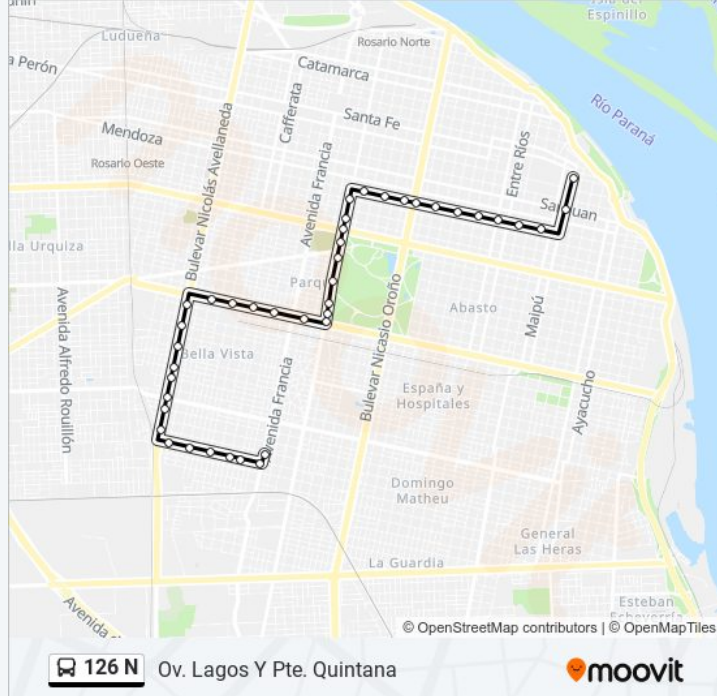 Ludueña
Espinillo
Rosario Norte
a Perón
Catamarca
Cafferata
Santa Fe
Río Paraná
Mendoza
Rosario Oeste
Bulevar Nicolás Avellaneda
Avenida Francia
Entre Ríos
San Juan
lla Urquiza
Parq
Bulevar Nicasio Oroño
Abasto
Maipú
Avenida Alfredo Rouillón
Bella Vista
Avenida Francia
España y
Hospitales
Ayacucho
Domingo
Matheu
General
Las Heras
La Guardia
Avenida
Esteban
Echeverría
© OpenStreetMap contributors | © OpenMapTiles
126 N
Ov. Lagos Y Pte. Quintana
moovit